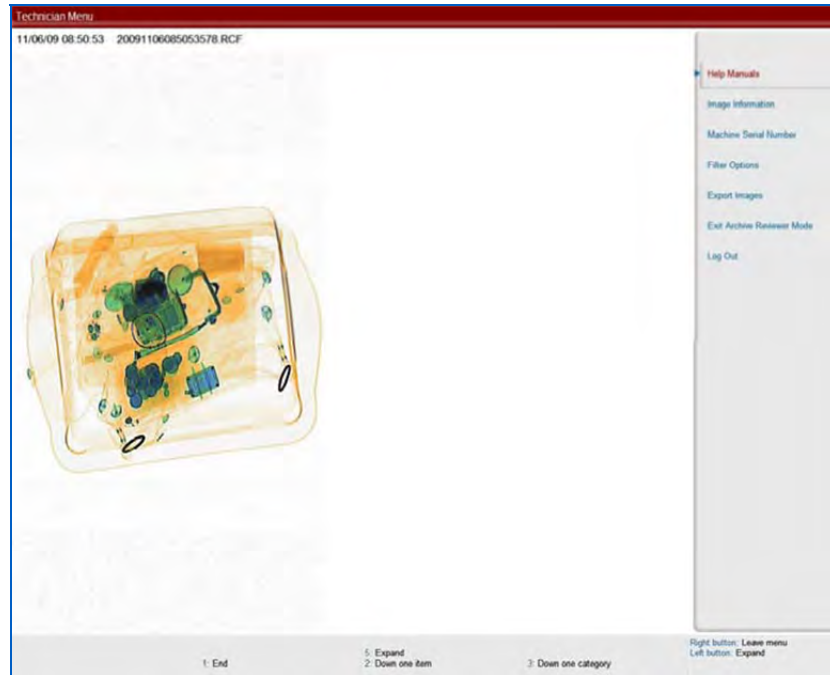 Technician Menu
11/06/09 08:50:53 20091106085053578.RCF
Help Manuals
Image Information
Machine Serial Number
Filter Options
Export Images
Exit Archive Reviewer Mode
Log Out
5: Expand
1: End 2: Down one item 3: Down one category
Right button: Leave menu
Left button: Expand